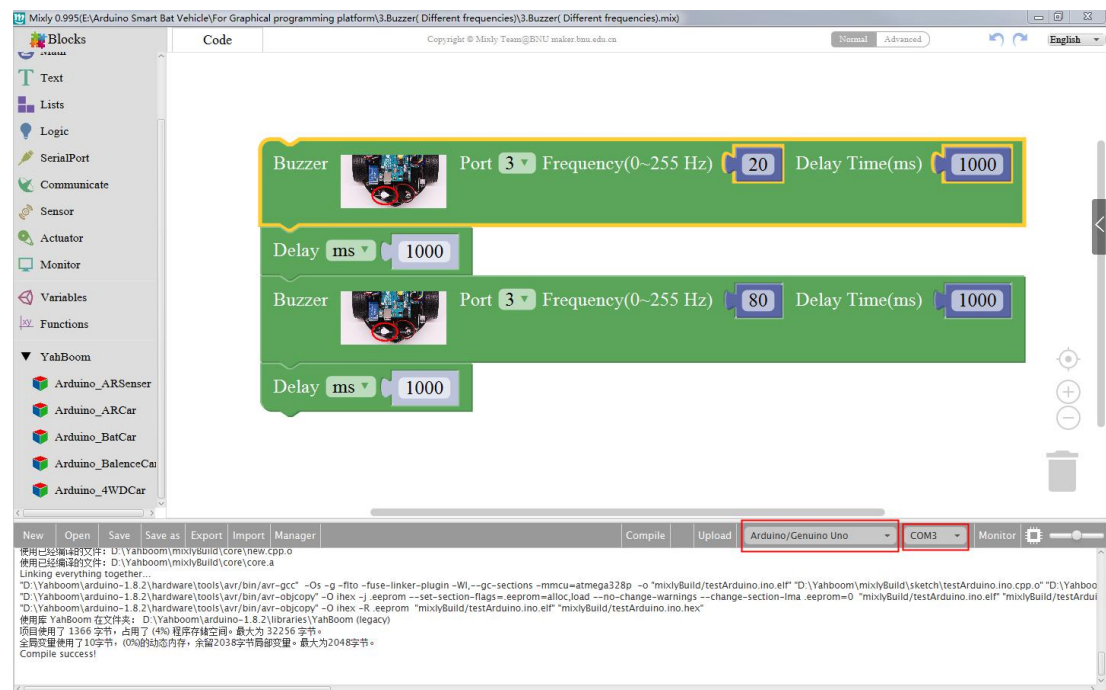 Mixly 0.995(E:\Arduino Smart Bat Vehicle\For Graphical programming platform\3.Buzzer( Different frequencies)\3.Buzzer( Different frequencies).mix)
Blocks
Code
Copyright © Mixly Team@BNU maker.bnu.edu.cn
Normal Advanced
English
Math
Text
Lists
Logic
SerialPort
Communicate
Sensor
Actuator
Monitor
Variables
Functions
YahBoom
Arduino_ARSenser
Arduino_ARCar
Arduino_BatCar
Arduino_BalenceCar
Arduino_4WDCar
Buzzer Port 3 Frequency(0~255 Hz) 20 Delay Time(ms) 1000
Delay ms 1000
Buzzer Port 3 Frequency(0~255 Hz) 80 Delay Time(ms) 1000
Delay ms 1000
New Open Save Save as Export Import Manager Compile Upload Arduino/Genuino Uno COM3 Monitor
使用已经编译的文件: D:\Yahboom\mixlyBuild\core\new.cpp.o
使用已经编译的文件: D:\Yahboom\mixlyBuild\core\core.a
Linking everything together...
"D:\Yahboom\arduino-1.8.2\hardware\tools\avr/bin/avr-gcc" -Os -g -flto -fuse-linker-plugin -Wl,--gc-sections -mmcu=atmega328p -o "mixlyBuild/testArduino.ino.elf" "D:\Yahboom\mixlyBuild\sketch\testArduino.ino.cpp.o" "D:\Yahboo
"D:\Yahboom\arduino-1.8.2\hardware\tools\avr/bin/avr-objcopy" -O ihex -j .eeprom --set-section-flags=.eeprom=alloc,load --no-change-warnings --change-section-lma .eeprom=0 "mixlyBuild/testArduino.ino.elf" "mixlyBuild/testArdui
"D:\Yahboom\arduino-1.8.2\hardware\tools\avr/bin/avr-objcopy" -O ihex -R .eeprom "mixlyBuild/testArduino.ino.elf" "mixlyBuild/testArduino.ino.hex"
使用库 YahBoom 在文件夹: D:\Yahboom\arduino-1.8.2\libraries\YahBoom (legacy)
项目使用了 1366 字节，占用了 (4%) 程序存储空间。最大为 32256 字节。
全局变量使用了10字节，(0%)的动态内存，余留2038字节局部变量。最大为2048字节。
Compile success!